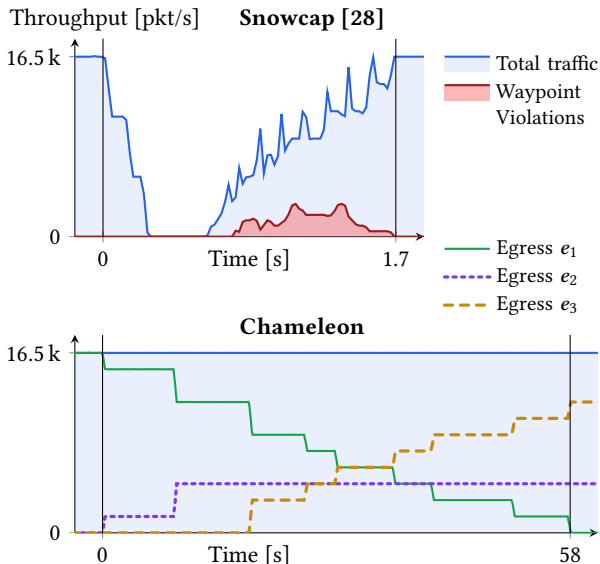 Throughput [pkt/s]
Snowcap [28]
16.5 k
0
0
Time [s]
1.7
Total traffic
Waypoint
Violations
Egress e1
Egress e2
Egress e3
Chameleon
16.5 k
0
0
Time [s]
58